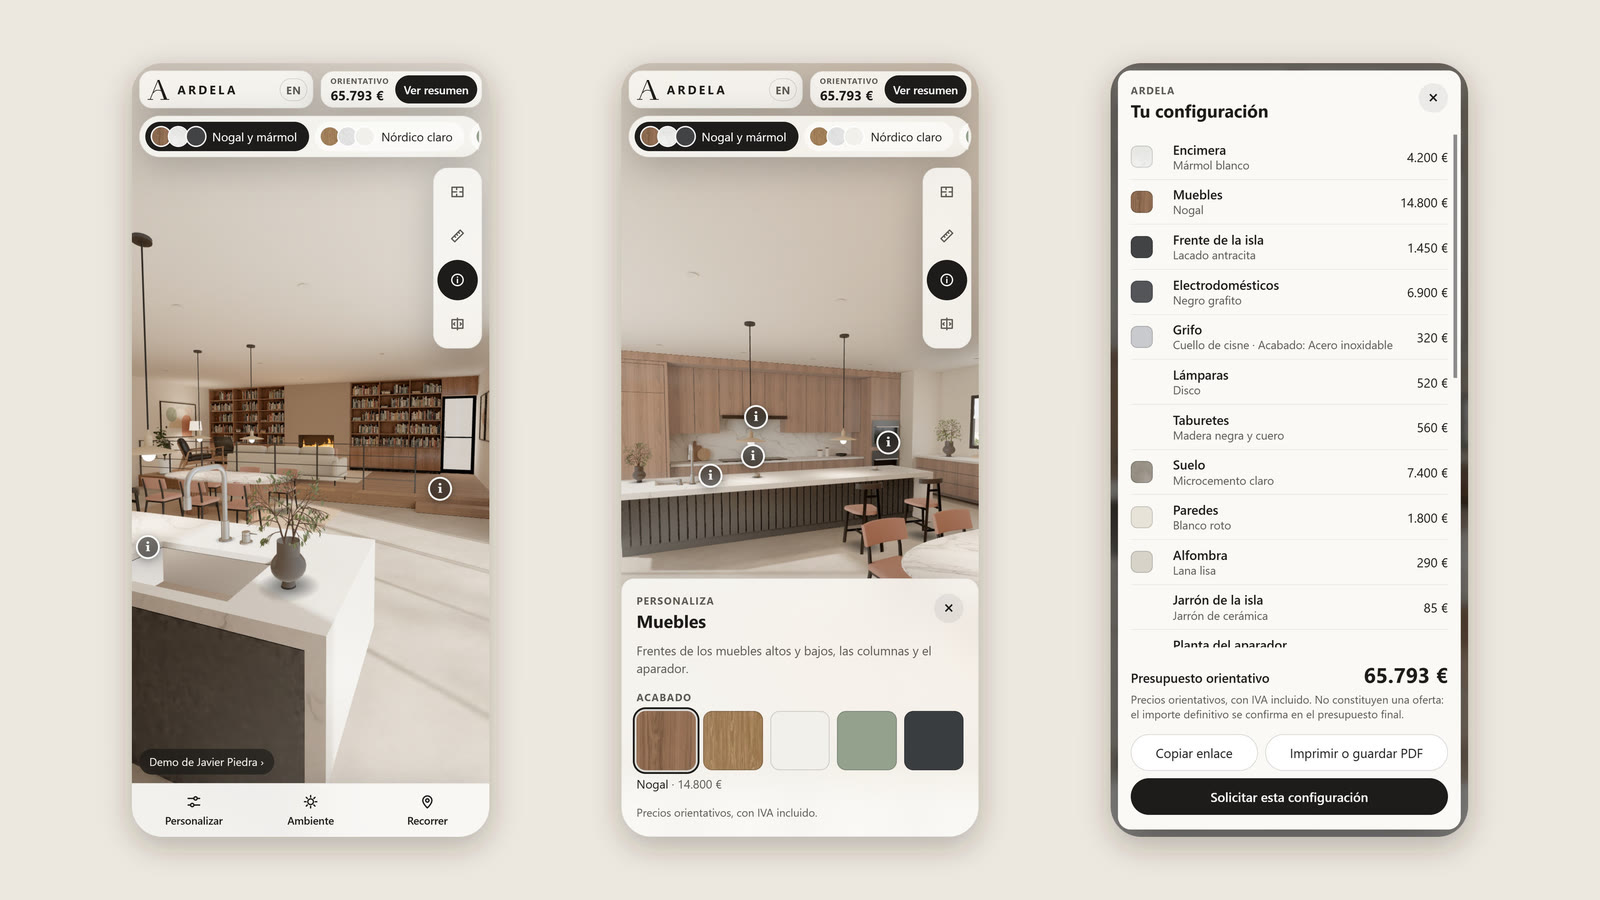 A ARDELA
EN
ORIENTATIVO
65.793 €
Ver resumen
Nogal y mármol
Nórdico claro
Demo de Javier Piedra ›
Personalizar
Ambiente
Recorrer
A ARDELA
EN
ORIENTATIVO
65.793 €
Ver resumen
Nogal y mármol
Nórdico claro
PERSONALIZA
Muebles
Frentes de los muebles altos y bajos, las columnas y el
aparador.
ACABADO
Nogal · 14.800 €
Precios orientativos, con IVA incluido.
ARDELA
Tu configuración
Encimera
Mármol blanco
4.200 €
Muebles
Nogal
14.800 €
Frente de la isla
Lacado antracita
1.450 €
Electrodomésticos
Negro grafito
6.900 €
Grifo
Cuello de cisne · Acabado: Acero inoxidable
320 €
Lámparas
Disco
520 €
Taburetes
Madera negra y cuero
560 €
Suelo
Microcemento claro
7.400 €
Paredes
Blanco roto
1.800 €
Alfombra
Lana lisa
290 €
Jarrón de la isla
Jarrón de cerámica
85 €
Planta del aparador
Presupuesto orientativo
65.793 €
Precios orientativos, con IVA incluido. No constituyen una oferta:
el importe definitivo se confirma en el presupuesto final.
Copiar enlace
Imprimir o guardar PDF
Solicitar esta configuración